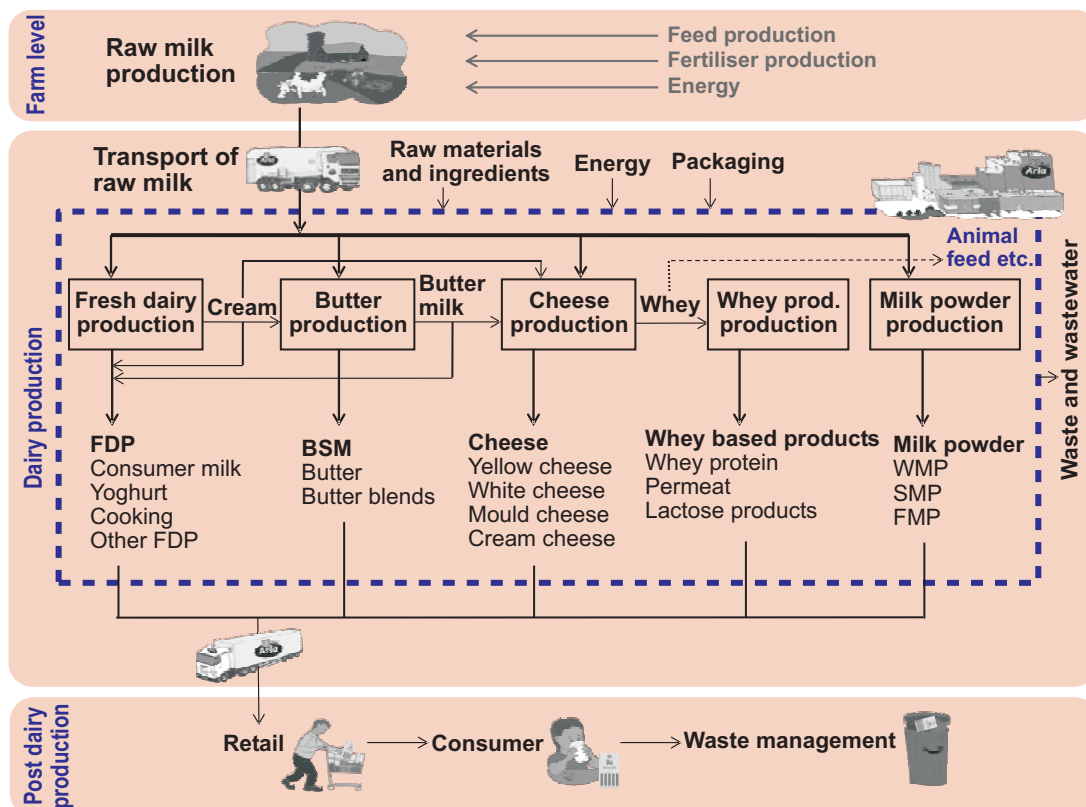 Farm level
Raw milk
production
Feed production
Fertiliser production
Energy
Dairy production
Transport of
raw milk
Arla
Raw materials
and ingredients
Energy
Packaging
Arla
Animal
feed etc.
Fresh dairy
production
Cream
Butter
production
Butter
milk
Cheese
production
Whey
Whey prod.
production
Milk powder
production
Waste and wastewater
FDP
Consumer milk
Yoghurt
Cooking
Other FDP
BSM
Butter
Butter blends
Cheese
Yellow cheese
White cheese
Mould cheese
Cream cheese
Whey based products
Whey protein
Permeat
Lactose products
Milk powder
WMP
SMP
FMP
Arla
Post dairy
production
Retail
Consumer
Waste management